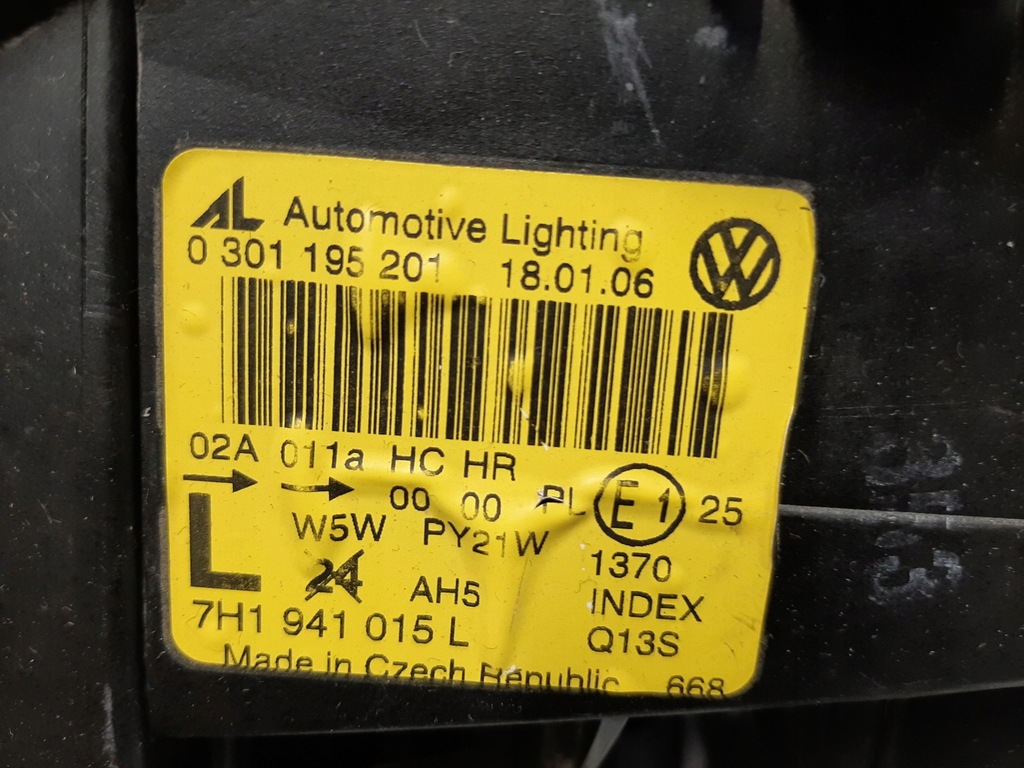 AL Automotive Lighting
0 301 195 201 18.01.06
02A 011a HC HR
00 00 PL E1 25
W5W PY21W
L 24 AH5
1370
INDEX
7H1 941 015 L
Q13S
Made in Czech Republic 668